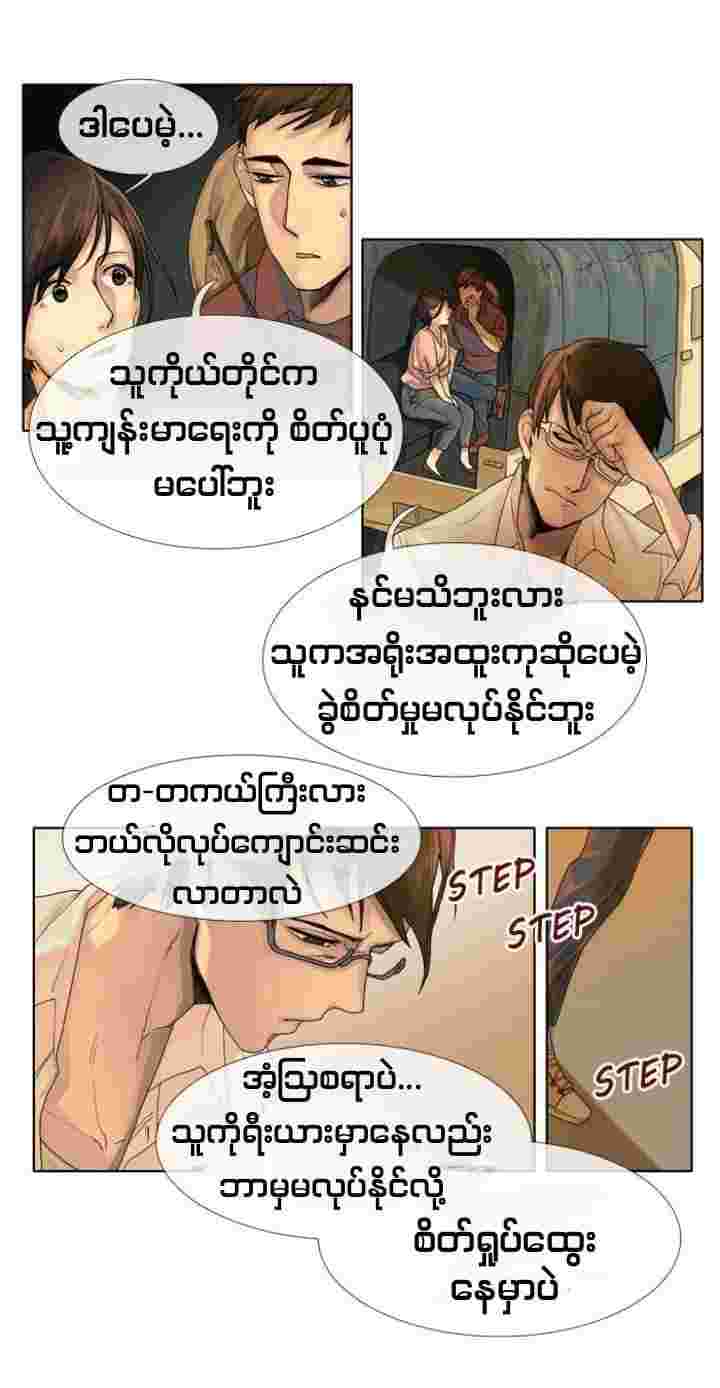 ဒါပေမဲ့...
သူကိုယ်တိုင်က
သူ့ကျန်းမာရေးကို စိတ်ပူပုံ
မပေါ်ဘူး
နင်မသိဘူးလား
သူကအရိုးအထူးကုဆိုပေမဲ့
ခွဲစိတ်မှုမလုပ်နိုင်ဘူး
တ-တကယ်ကြီးလား
ဘယ်လိုလုပ်ကျောင်းဆင်း
လာတာလဲ
STEP
STEP
STEP
အံ့ဩစရာပဲ...
သူကိုရီးယားမှာနေလည်း
ဘာမှမလုပ်နိုင်လို့
စိတ်ရှုပ်ထွေး
နေမှာပဲ